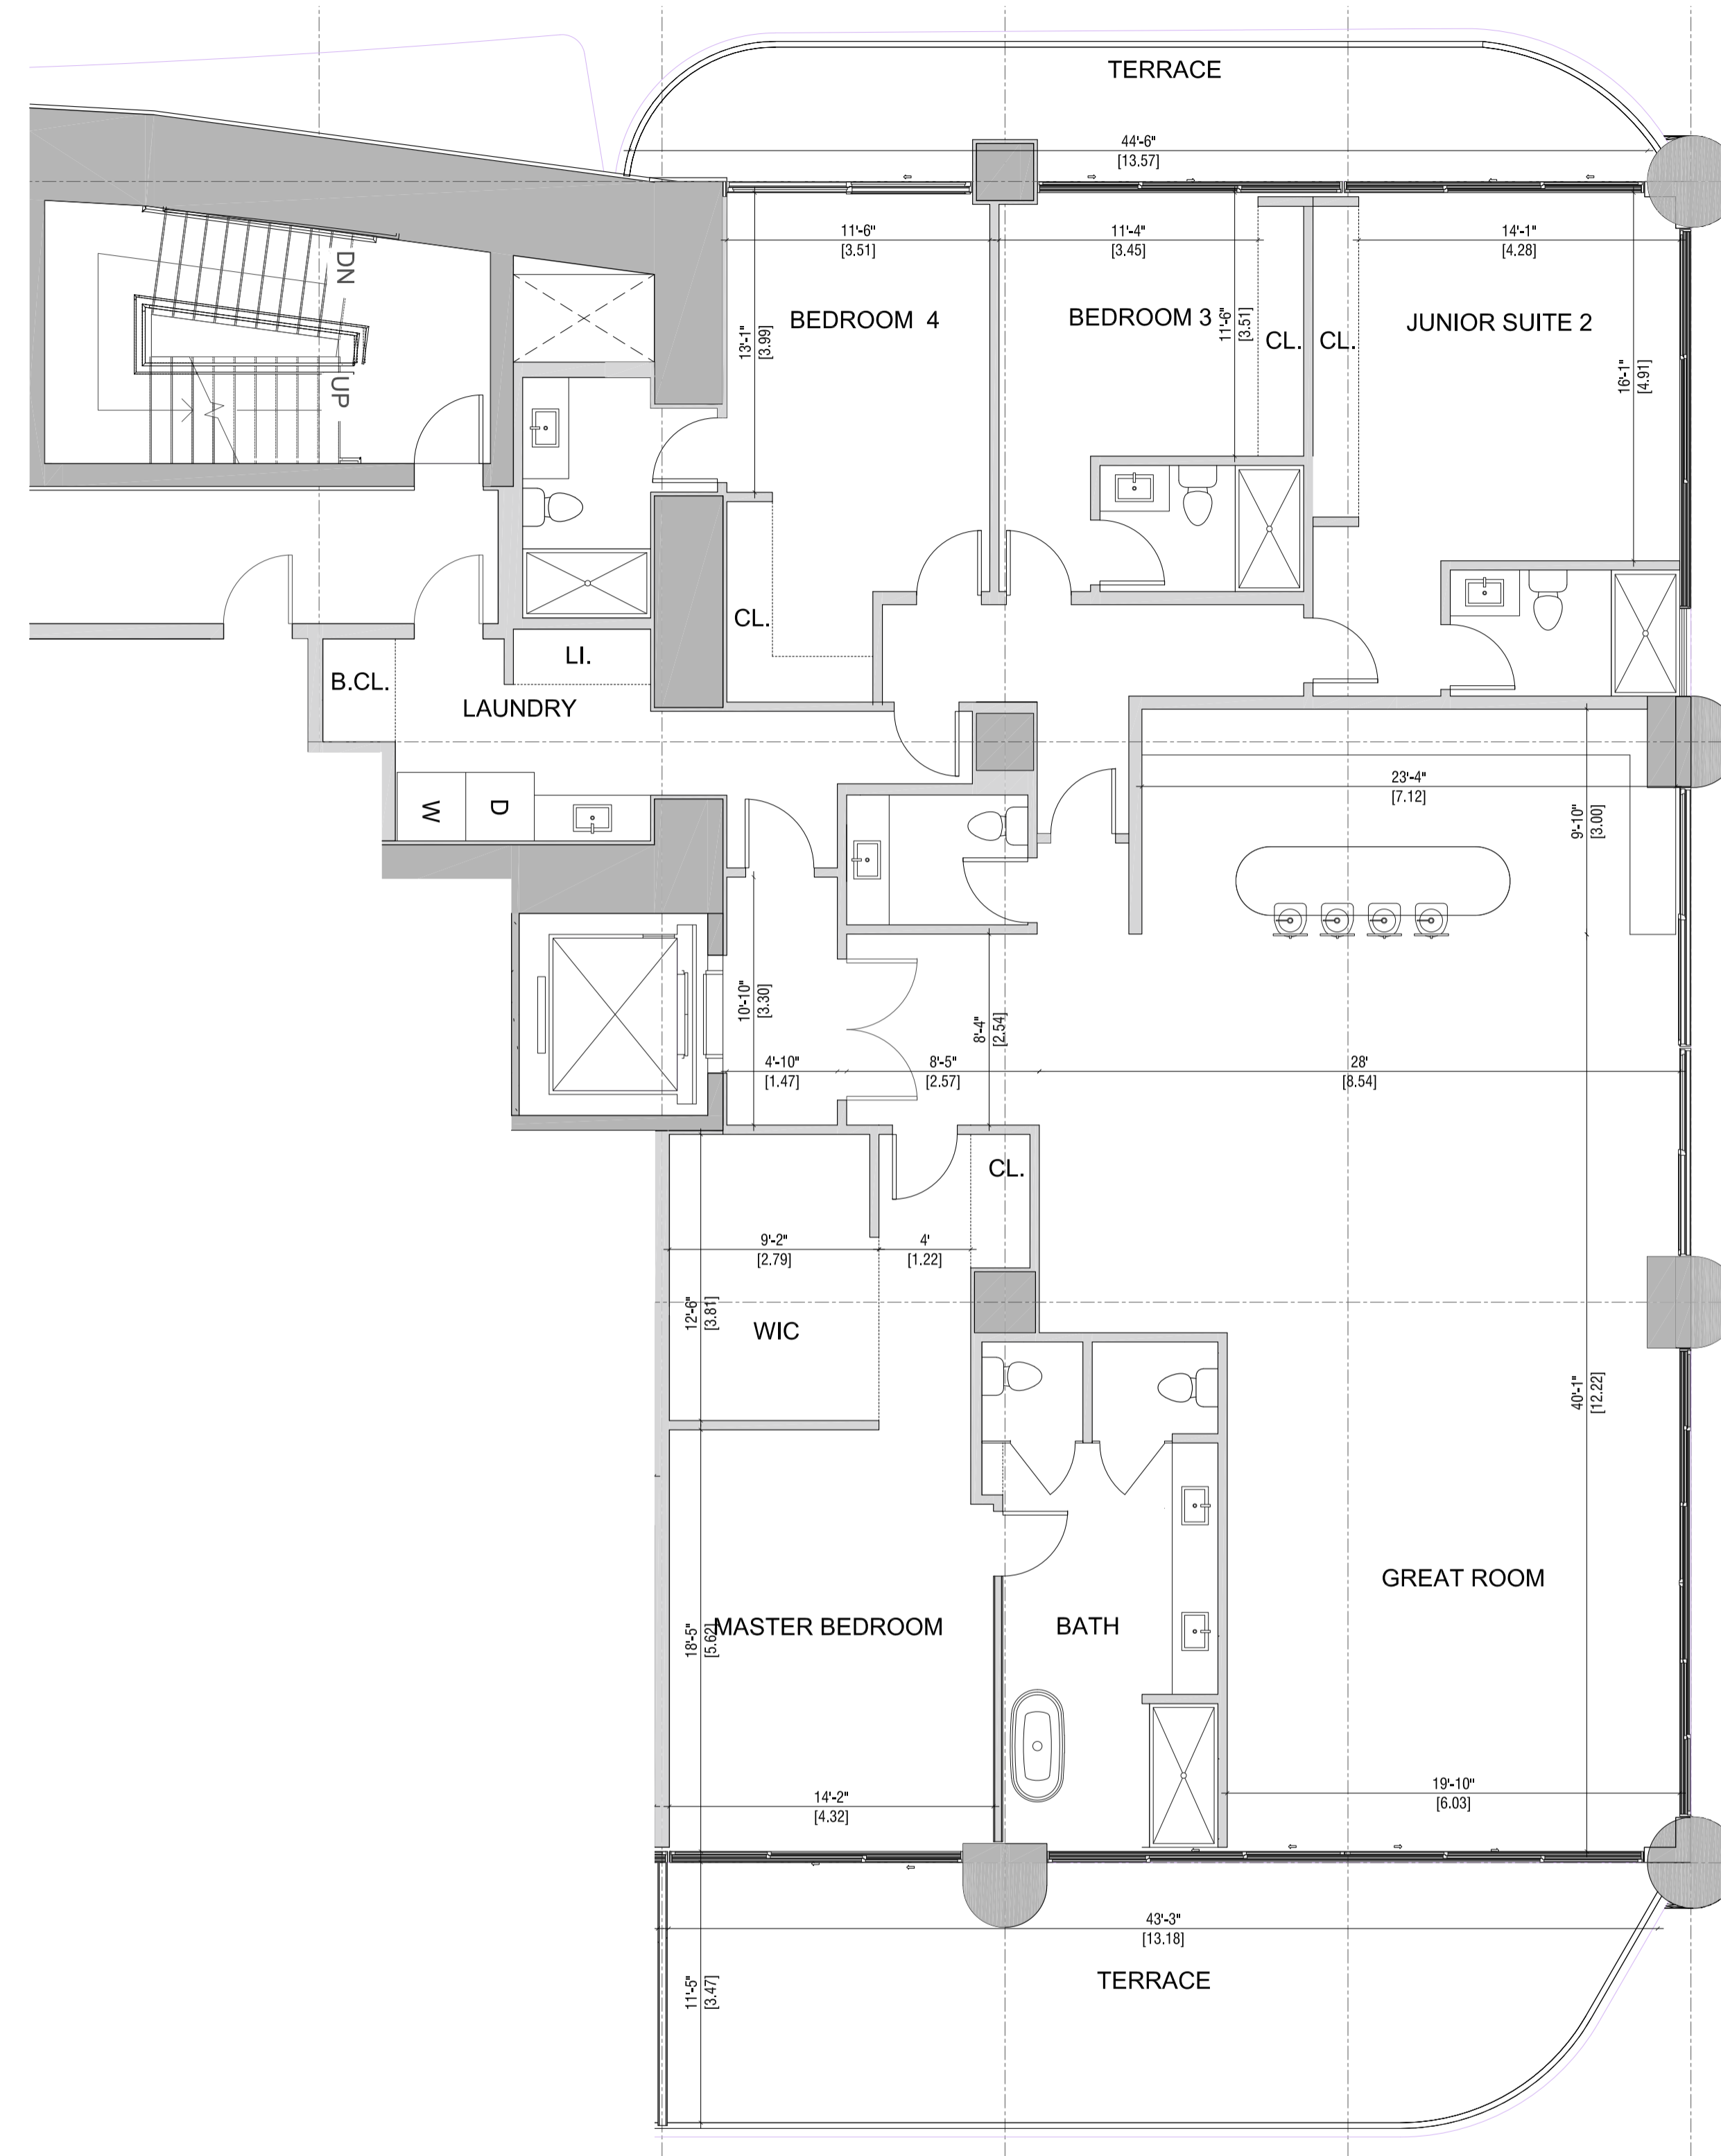 TERRACE
44'-6"
[13.57]
11'-6"
[3.51]
11'-4"
[3.45]
14'-1"
[4.28]
DN
UP
BEDROOM 4
13'-1"
[3.99]
BEDROOM 3
11'-6"
[3.51]
CL.
CL.
JUNIOR SUITE 2
16'-1"
[4.91]
CL.
LI.
B.CL.
LAUNDRY
W
D
23'-4"
[7.12]
9'-10"
[3.00]
10'-10"
[3.30]
8'-4"
[2.54]
4'-10"
[1.47]
8'-5"
[2.57]
28'
[8.54]
CL.
9'-2"
[2.79]
4'
[1.22]
12'-6"
[3.81]
WIC
40'-1"
[12.22]
GREAT ROOM
MASTER BEDROOM
18'-5"
[5.62]
BATH
14'-2"
[4.32]
19'-10"
[6.03]
43'-3"
[13.18]
TERRACE
11'-5"
[3.47]